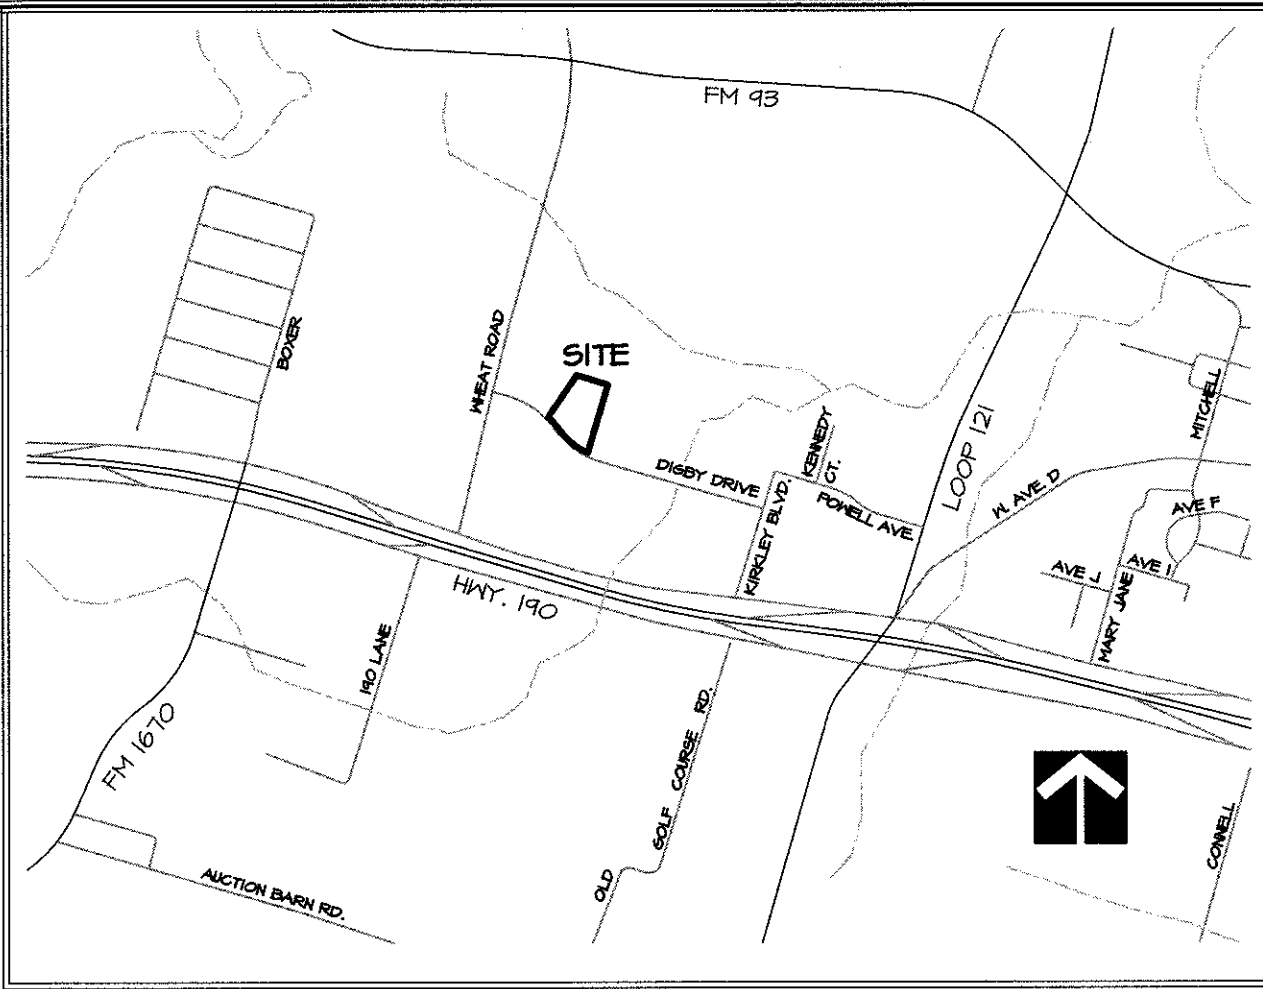 FM 93
BOXER
WHEAT ROAD
SITE
MITCHELL
KENNEDY
CT.
LOOP 121
DIGBY DRIVE
KIRKLEY BLVD.
POWELL AVE.
W. AVE. D
AVE F
AVE I
AVE J
MARY JANE
HWY. 190
190 LANE
FM 1670
OLD GOLF COURSE RD.
CONNELL
AUCTION BARN RD.